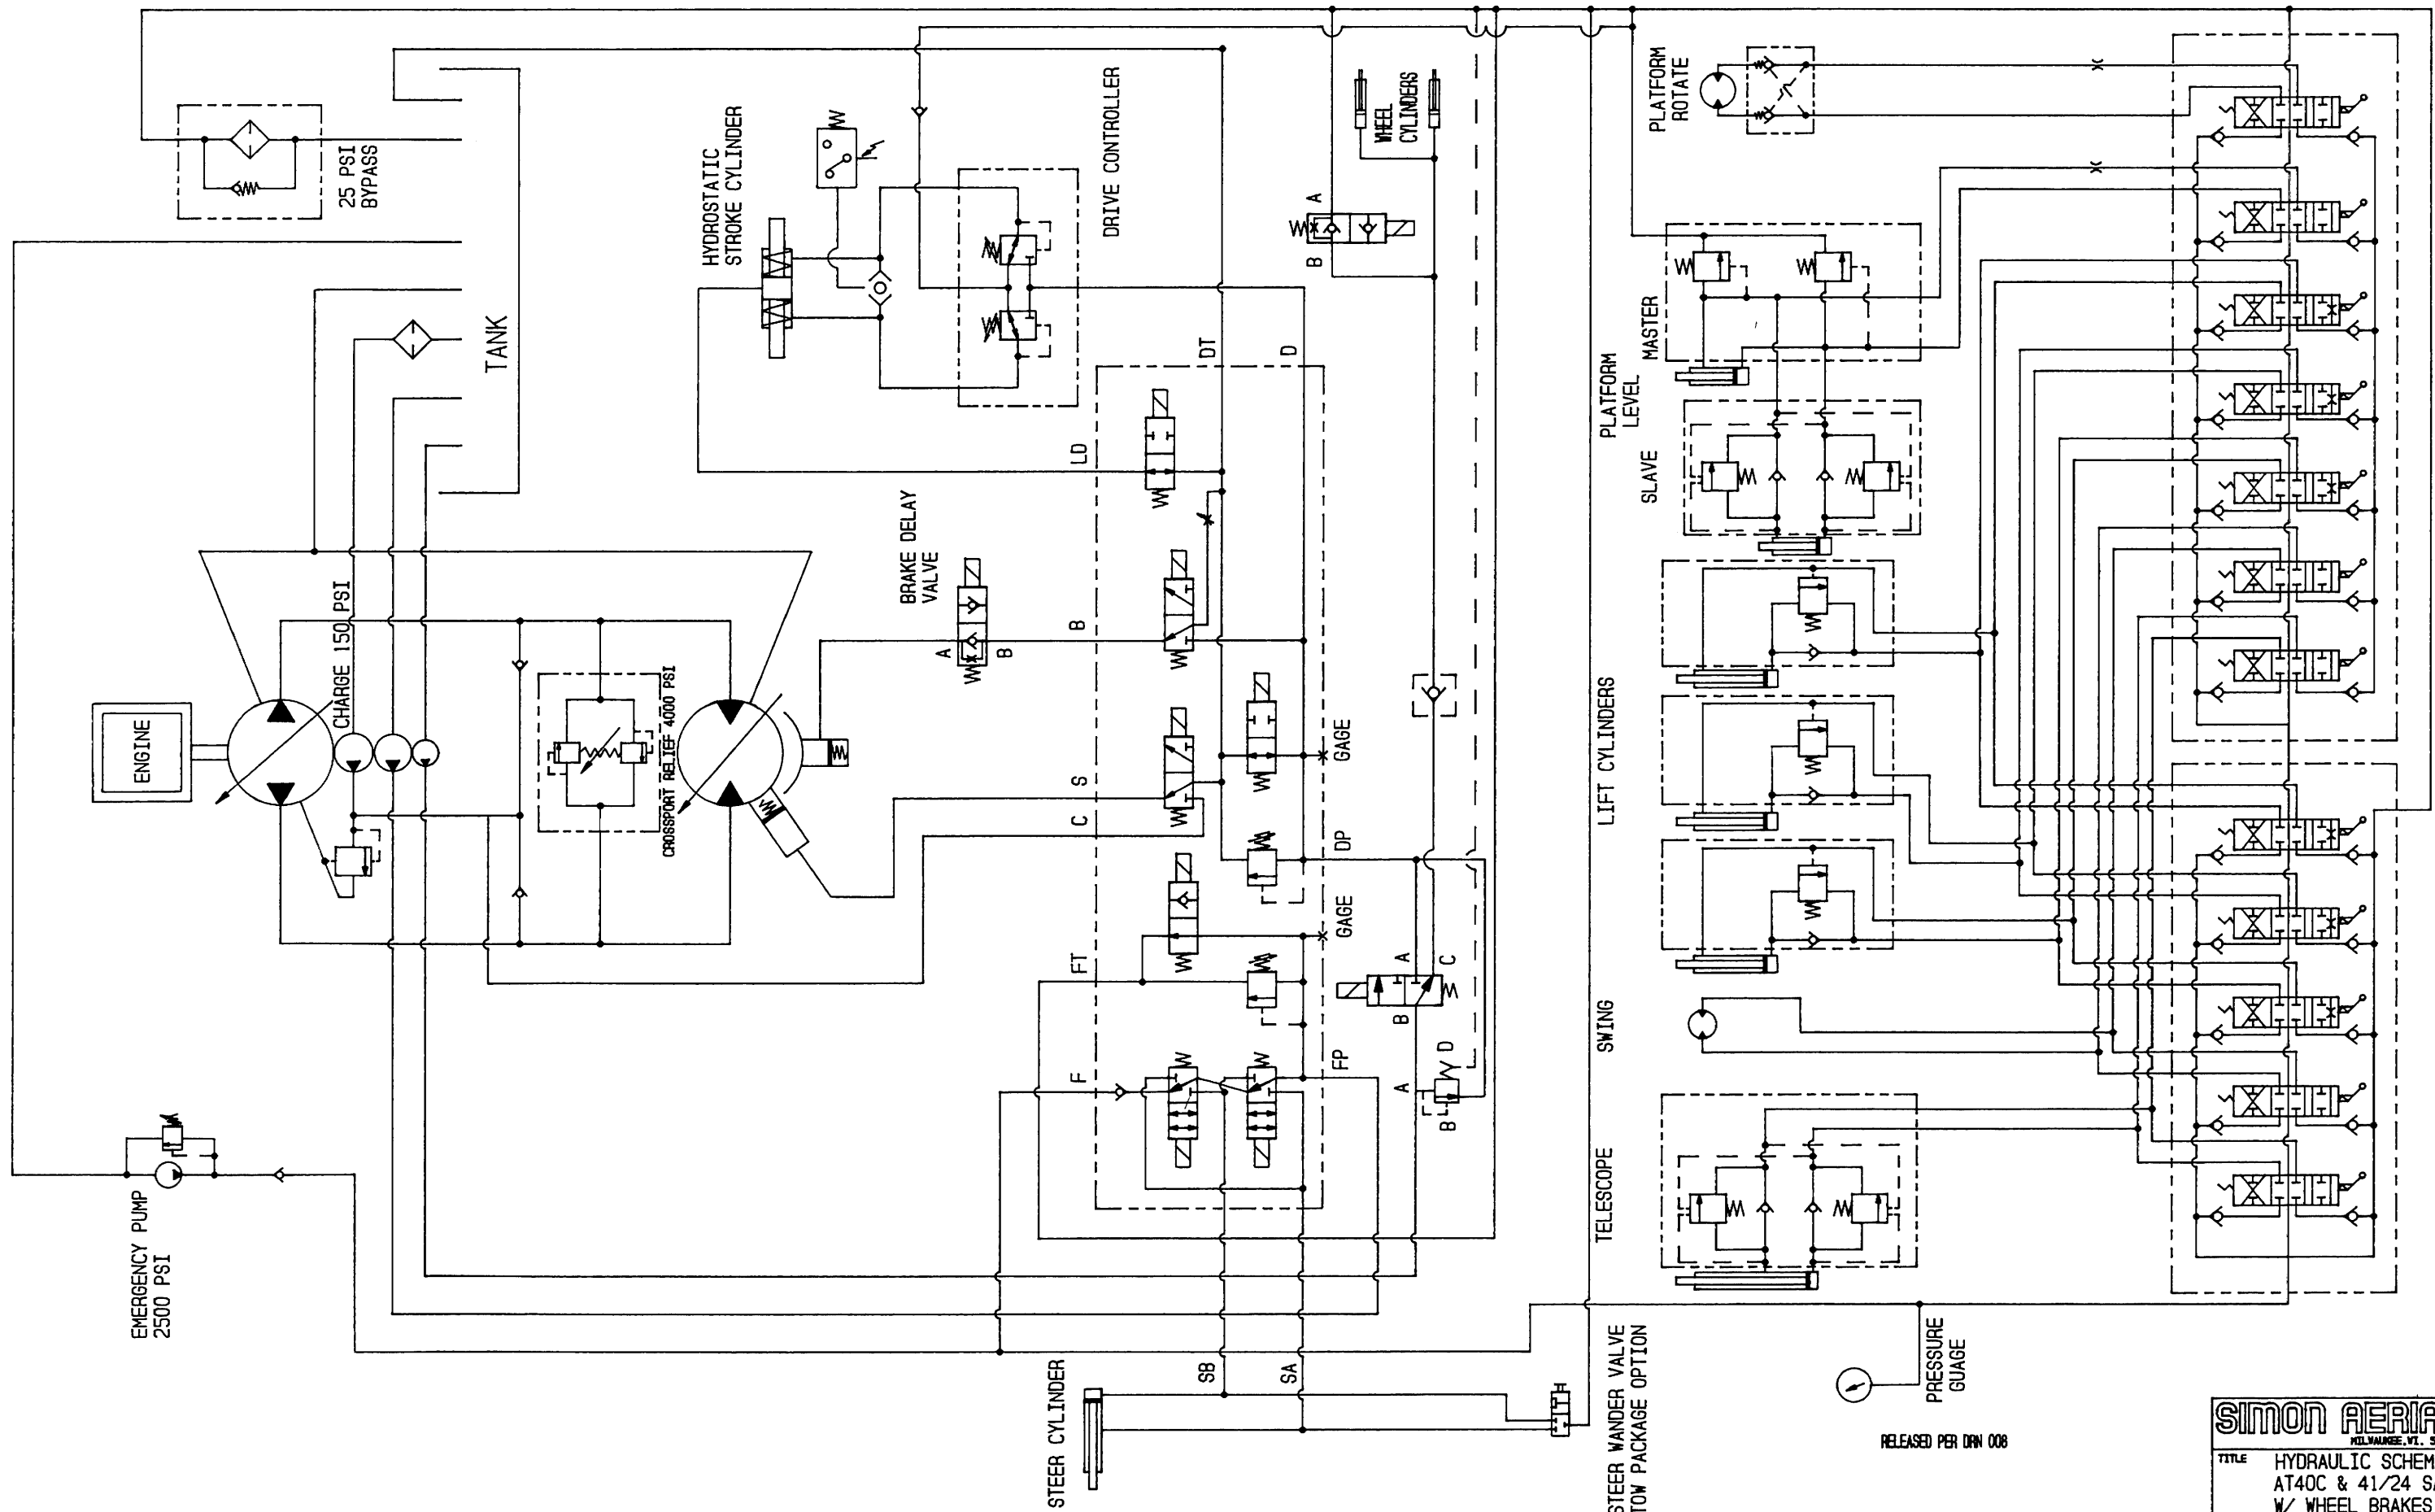 25 PSI
BYPASS
TANK
HYDROSTATIC
STROKE CYLINDER
DRIVE CONTROLLER
WHEEL
CYLINDERS
PLATFORM
ROTATE
A
B
MASTER
PLATFORM
LEVEL
SLAVE
DT
D
LD
BRAKE DELAY
VALVE
CHARGE 150 PSI
A
B
B
ENGINE
CROSSPORT RELIEF 4000 PSI
S
C
GAGE
DP
GAGE
FT
A
C
B
F
FP
A
D
B
LIFT CYLINDERS
SWING
TELESCOPE
EMERGENCY PUMP
2500 PSI
SB
SA
STEER CYLINDER
STEER WANDER VALVE
TOW PACKAGE OPTION
PRESSURE
GUAGE
RELEASED PER DRN 008
SIMON AERIA
MILWAUKEE, WI. 5
TITLE
HYDRAULIC SCHEM
AT40C & 41/24 S
W/ WHEEL BRAKES